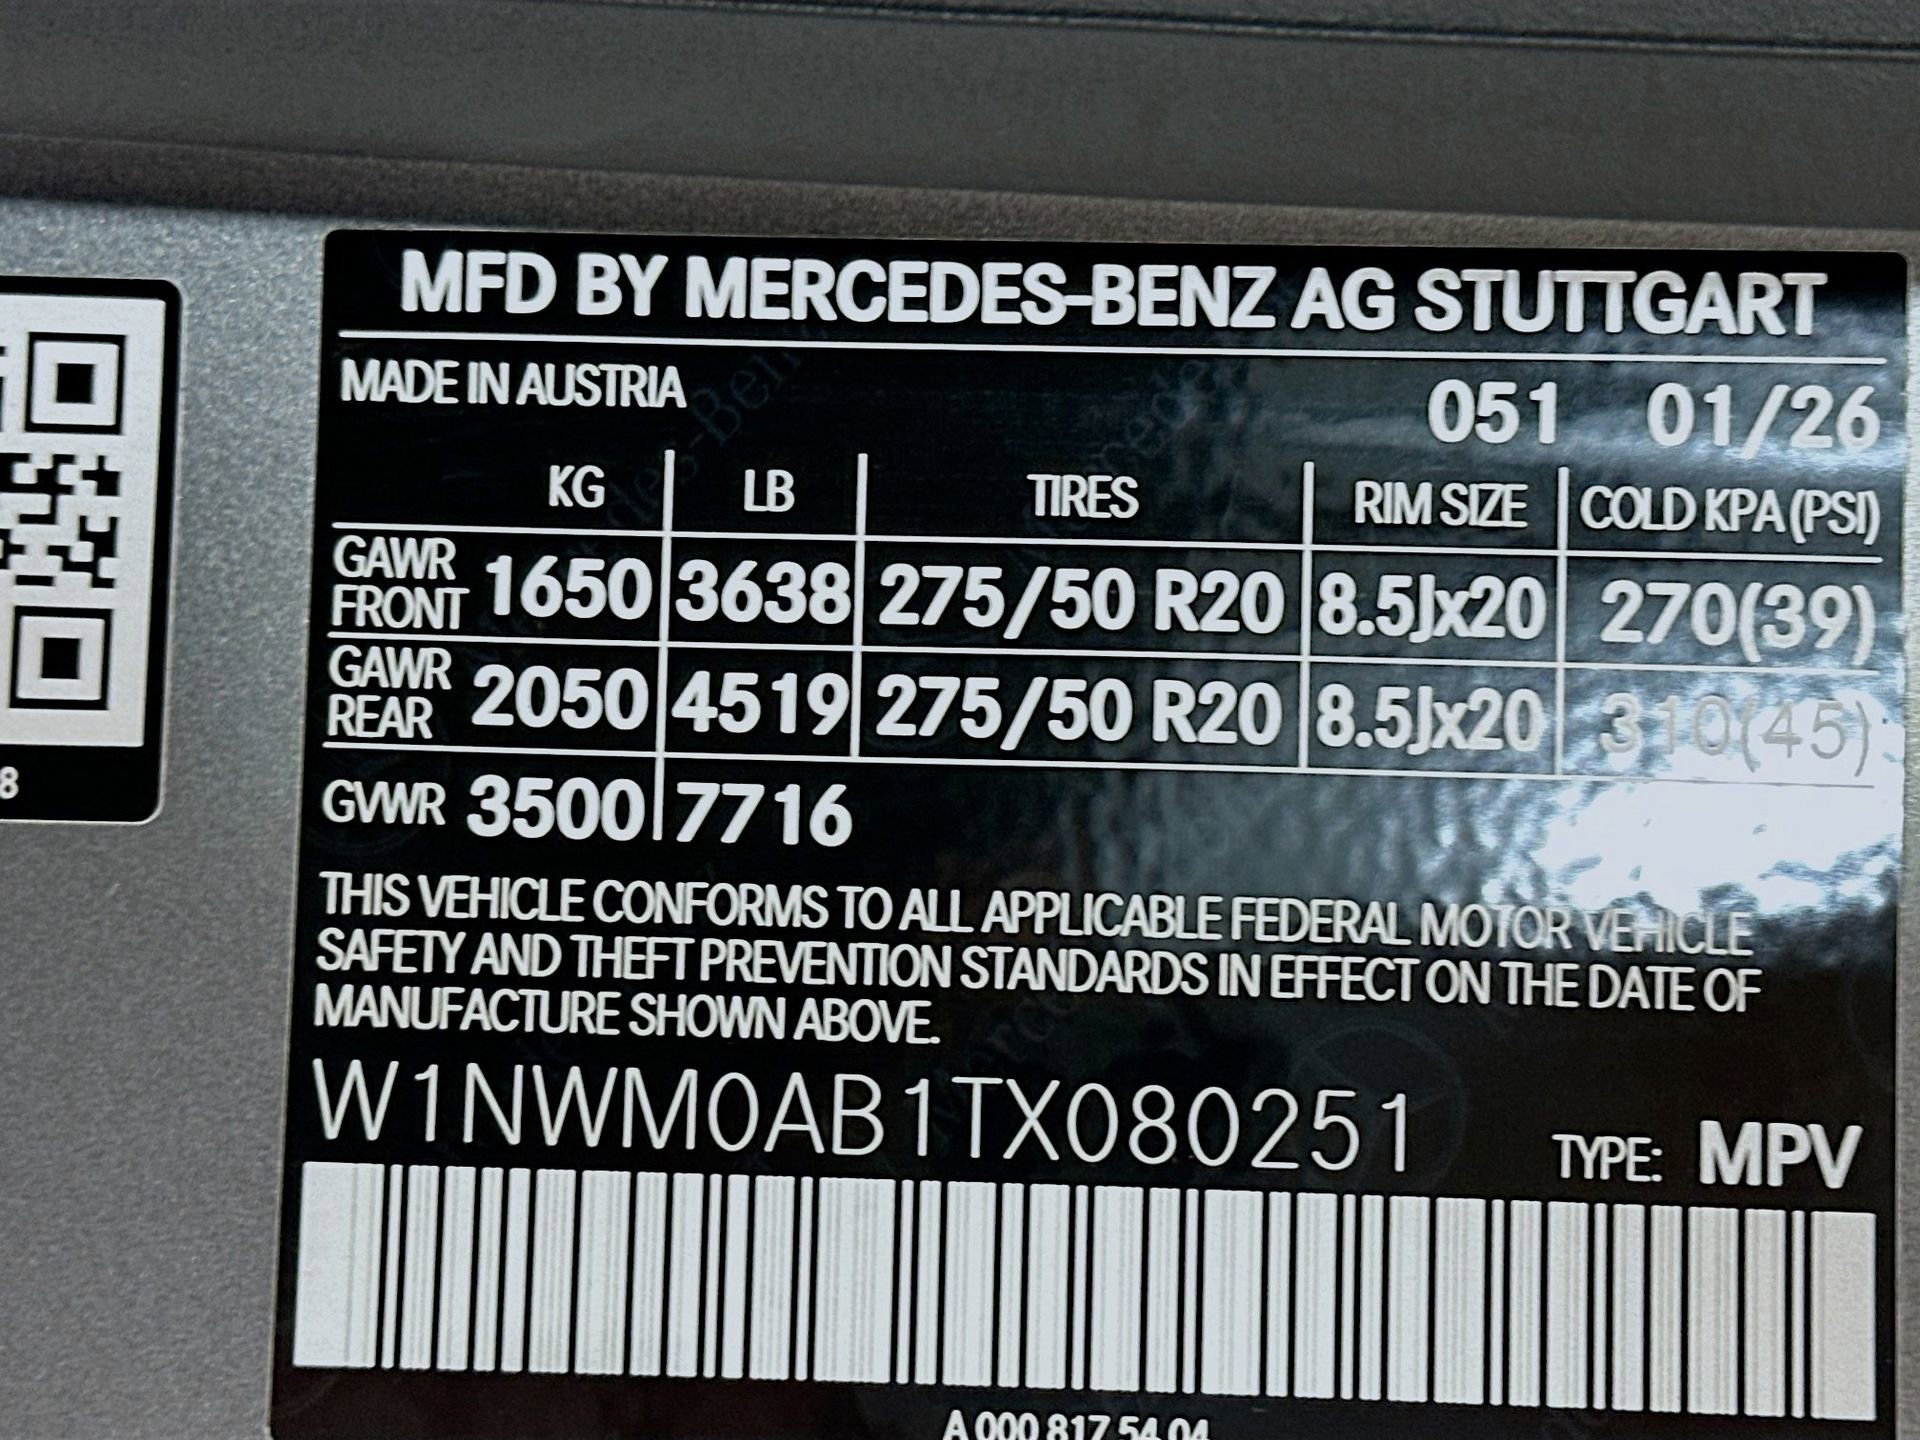 MFD BY MERCEDES-BENZ AG STUTTGART
MADE IN AUSTRIA 051 01/26
KG LB TIRES RIM SIZE COLD KPA (PSI)
GAWR FRONT 1650 3638 275/50 R20 8.5Jx20 270(39)
GAWR REAR 2050 4519 275/50 R20 8.5Jx20 310(45)
GVWR 3500 7716
THIS VEHICLE CONFORMS TO ALL APPLICABLE FEDERAL MOTOR VEHICLE
SAFETY AND THEFT PREVENTION STANDARDS IN EFFECT ON THE DATE OF
MANUFACTURE SHOWN ABOVE.
W1NWM0AB1TX080251 TYPE: MPV
A 000 817 54 04
8